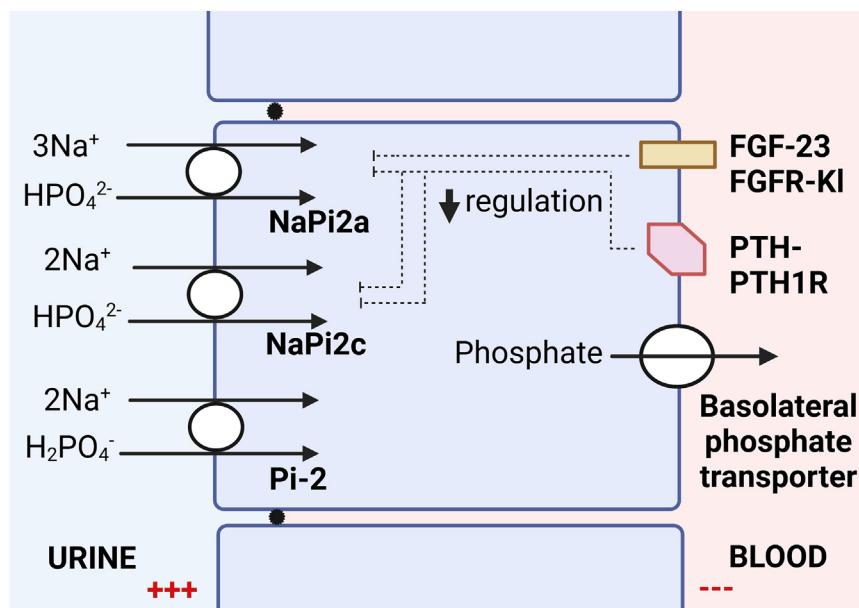 3Na⁺
HPO₄²⁻
NaPi2a
2Na⁺
HPO₄²⁻
NaPi2c
2Na⁺
H₂PO₄⁻
Pi-2
regulation
FGF-23
FGFR-Kl
PTH-
PTH1R
Phosphate
Basolateral
phosphate
transporter
URINE
+++
BLOOD
---